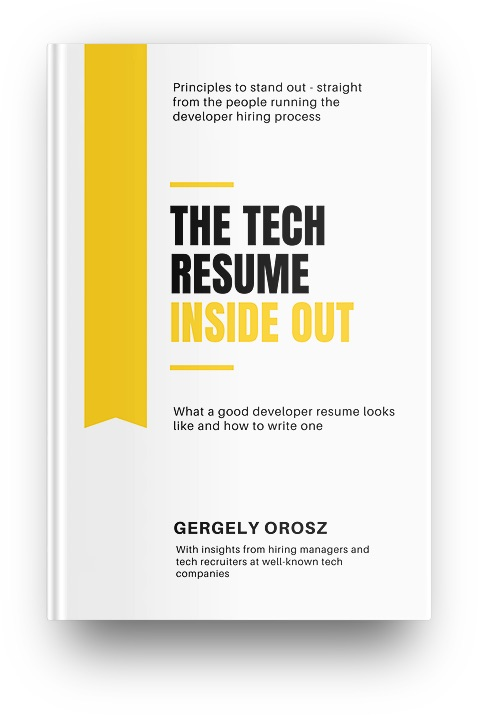 Principles to stand out - straight
from the people running the
developer hiring process
THE TECH
RESUME
INSIDE OUT
What a good developer resume looks
like and how to write one
GERGELY OROSZ
With insights from hiring managers and
tech recruiters at well-known tech
companies